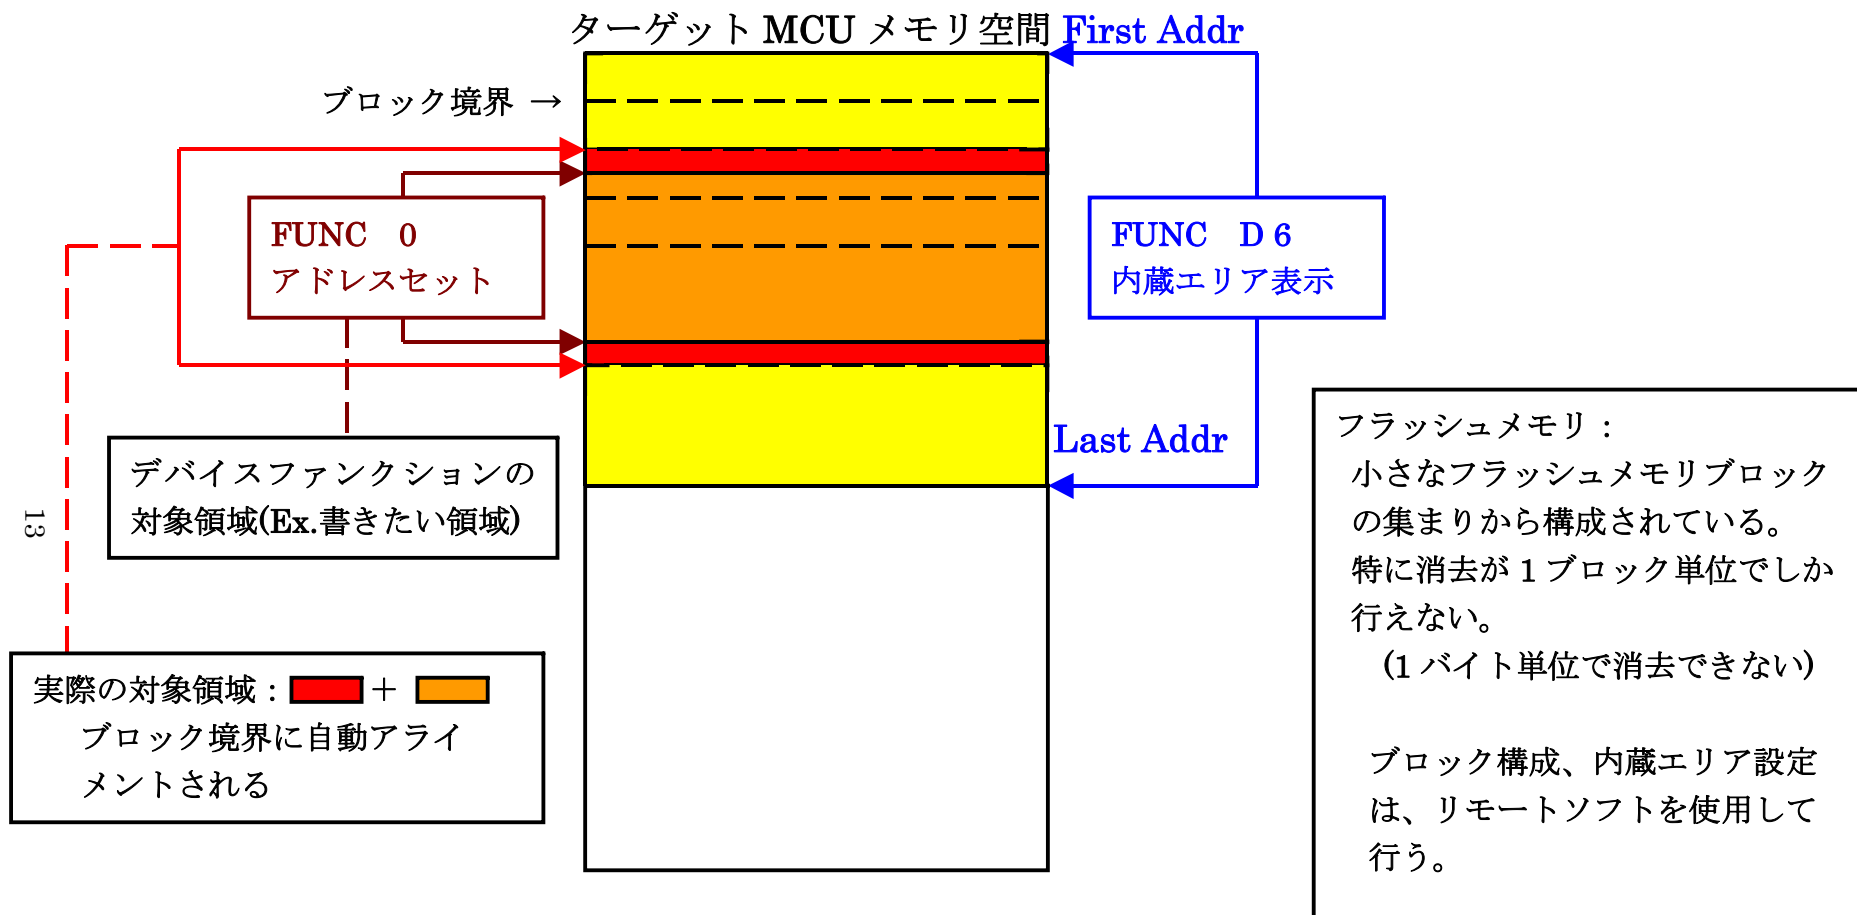 ターゲット MCU メモリ空間 First Addr
ブロック境界 →
FUNC 0
アドレスセット
FUNC D 6
内蔵エリア表示
Last Addr
デバイスファンクションの
対象領域(Ex.書きたい領域)
13
実際の対象領域 : +
ブロック境界に自動アライ
メントされる
フラッシュメモリ :
小さなフラッシュメモリブロック
の集まりから構成されている。
特に消去が 1 ブロック単位でしか
行えない。
(1 バイト単位で消去できない)
ブロック構成、内蔵エリア設定
は、リモートソフトを使用して
行う。